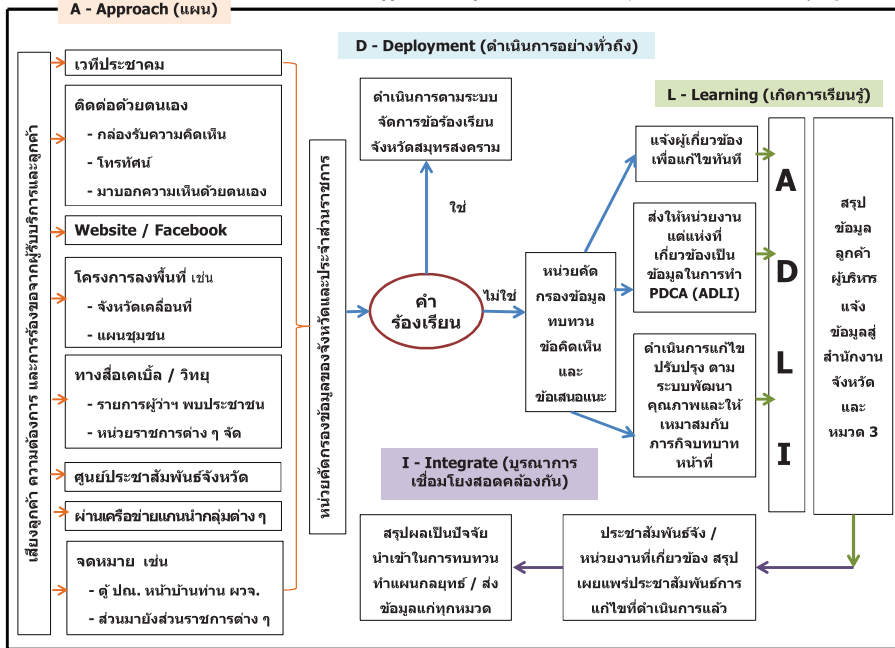 A - Approach (แผน)
เสียงลูกค้า ความต้องการ และการร้องขอจากผู้รับบริการและลูกค้า
เวทีประชาคม
ติดต่อด้วยตนเอง
- กล่องรับความคิดเห็น
- โทรทัศน์
- มาบอกความเห็นด้วยตนเอง
Website / Facebook
โครงการลงพื้นที่ เช่น
- จังหวัดเคลื่อนที่
- แผนชุมชน
ทางสื่อเคเบิ้ล / วิทยุ
- รายการผู้ว่าฯ พบประชาชน
- หน่วยราชการต่าง ๆ จัด
ศูนย์ประชาสัมพันธ์จังหวัด
ผ่านเครือข่ายแกนนำกลุ่มต่าง ๆ
จดหมาย เช่น
- ตู้ ปณ. หน้าบ้านท่าน ผวจ.
- ส่วนมายังส่วนราชการต่าง ๆ
หน่วยคัดกรองข้อมูลของจังหวัดและประจำส่วนราชการ
D - Deployment (ดำเนินการอย่างทั่วถึง)
ดำเนินการตามระบบ
จัดการข้อร้องเรียน
จังหวัดสมุทรสงคราม
ใช่
คำ
ร้องเรียน
ไม่ใช่
หน่วยคัด
กรองข้อมูล
ทบทวน
ข้อคิดเห็น
และ
ข้อเสนอแนะ
แจ้งผู้เกี่ยวข้อง
เพื่อแก้ไขทันที
ส่งให้หน่วยงาน
แต่แห่งที่
เกี่ยวข้องเป็น
ข้อมูลในการทำ
PDCA (ADLI)
ดำเนินการแก้ไข
ปรับปรุง ตาม
ระบบพัฒนา
คุณภาพและให้
เหมาสมกับ
ภารกิจบทบาท
หน้าที่
L - Learning (เกิดการเรียนรู้)
A
D
L
I
สรุป
ข้อมูล
ลูกค้า
ผู้บริหาร
แจ้ง
ข้อมูลสู่
สำนักงาน
จังหวัด
และ
หมวด 3
I - Integrate (บูรณาการ
เชื่อมโยงสอดคล้องกัน)
สรุปผลเป็นปัจจัย
นำเข้าในการทบทวน
ทำแผนกลยุทธ์ / ส่ง
ข้อมูลแก่ทุกหมวด
ประชาสัมพันธ์จัง /
หน่วยงานที่เกี่ยวข้อง สรุป
เผยแพร่ประชาสัมพันธ์การ
แก้ไขที่ดำเนินการแล้ว